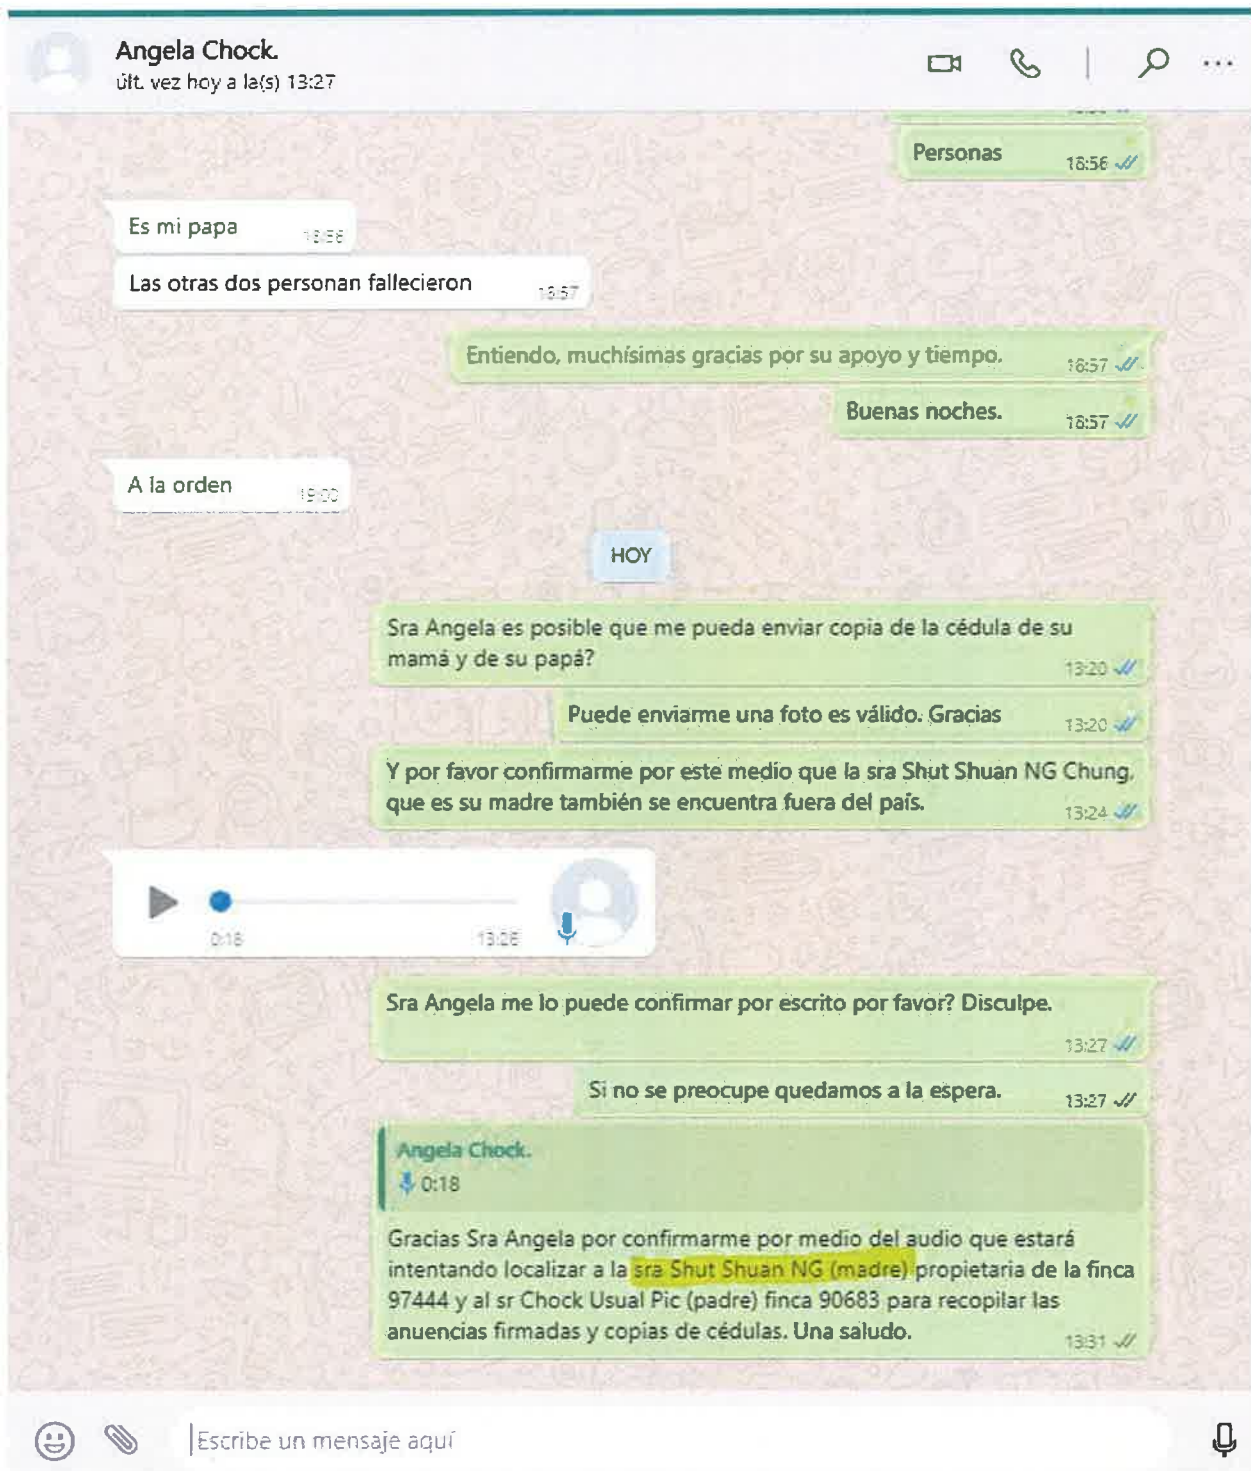 Angela Chock.
últ. vez hoy a la(s) 13:27
Personas
18:56
Es mi papa
18:56
Las otras dos personan fallecieron
18:57
Entiendo, muchísimas gracias por su apoyo y tiempo.
18:57
Buenas noches.
18:57
A la orden
19:00
HOY
Sra Angela es posible que me pueda enviar copia de la cédula de su
mamá y de su papá?
13:20
Puede enviarme una foto es válido. Gracias
13:20
Y por favor confirmarme por este medio que la sra Shut Shuan NG Chung,
que es su madre también se encuentra fuera del país.
13:24
0:18
13:26
Sra Angela me lo puede confirmar por escrito por favor? Disculpe.
13:27
Si no se preocupe quedamos a la espera.
13:27
Angela Chock.
0:18
Gracias Sra Angela por confirmarme por medio del audio que estará
intentando localizar a la sra Shut Shuan NG (madre) propietaria de la finca
97444 y al sr Chock Usual Pic (padre) finca 90683 para recopilar las
anuencias firmadas y copias de cédulas. Una saludo.
13:31
Escribe un mensaje aquí